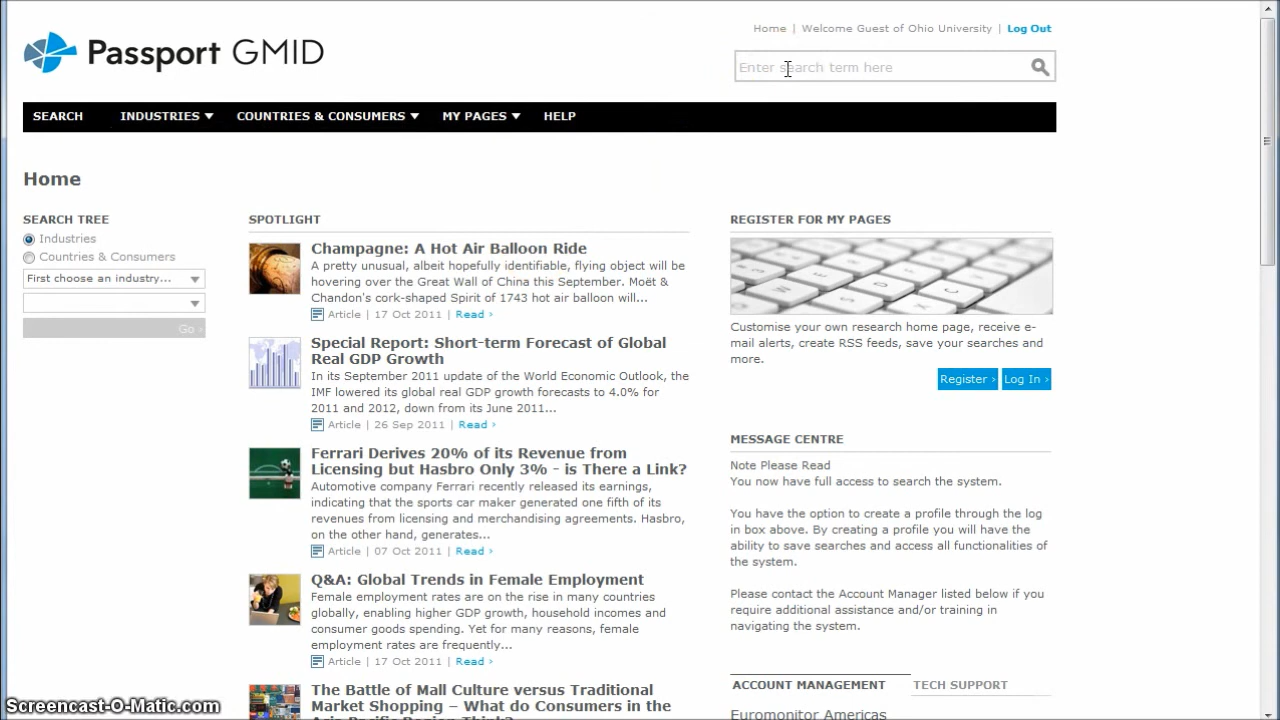 Passport GMID
Home | Welcome Guest of Ohio University | Log Out
Enter search term here
SEARCH INDUSTRIES COUNTRIES & CONSUMERS MY PAGES HELP
Home
SEARCH TREE
Industries
Countries & Consumers
First choose an industry...
Go ›
SPOTLIGHT
Champagne: A Hot Air Balloon Ride
A pretty unusual, albeit hopefully identifiable, flying object will be
hovering over the Great Wall of China this September. Moët &
Chandon's cork-shaped Spirit of 1743 hot air balloon will...
Article | 17 Oct 2011 | Read ›
Special Report: Short-term Forecast of Global
Real GDP Growth
In its September 2011 update of the World Economic Outlook, the
IMF lowered its global real GDP growth forecasts to 4.0% for
2011 and 2012, down from its June 2011...
Article | 26 Sep 2011 | Read ›
Ferrari Derives 20% of its Revenue from
Licensing but Hasbro Only 3% - is There a Link?
Automotive company Ferrari recently released its earnings,
indicating that the sports car maker generated one fifth of its
revenues from licensing and merchandising agreements. Hasbro,
on the other hand, generates...
Article | 07 Oct 2011 | Read ›
Q&A: Global Trends in Female Employment
Female employment rates are on the rise in many countries
globally, enabling higher GDP growth, household incomes and
consumer goods spending. Yet for many reasons, female
employment rates are frequently...
Article | 17 Oct 2011 | Read ›
The Battle of Mall Culture versus Traditional
Market Shopping – What do Consumers in the
Asia Pacific Region Think?
REGISTER FOR MY PAGES
Customise your own research home page, receive e-
mail alerts, create RSS feeds, save your searches and
more.
Register › Log In ›
MESSAGE CENTRE
Note Please Read
You now have full access to search the system.
You have the option to create a profile through the log
in box above. By creating a profile you will have the
ability to save searches and access all functionalities of
the system.
Please contact the Account Manager listed below if you
require additional assistance and/or training in
navigating the system.
ACCOUNT MANAGEMENT TECH SUPPORT
Euromonitor Americas
Screencast-O-Matic.com